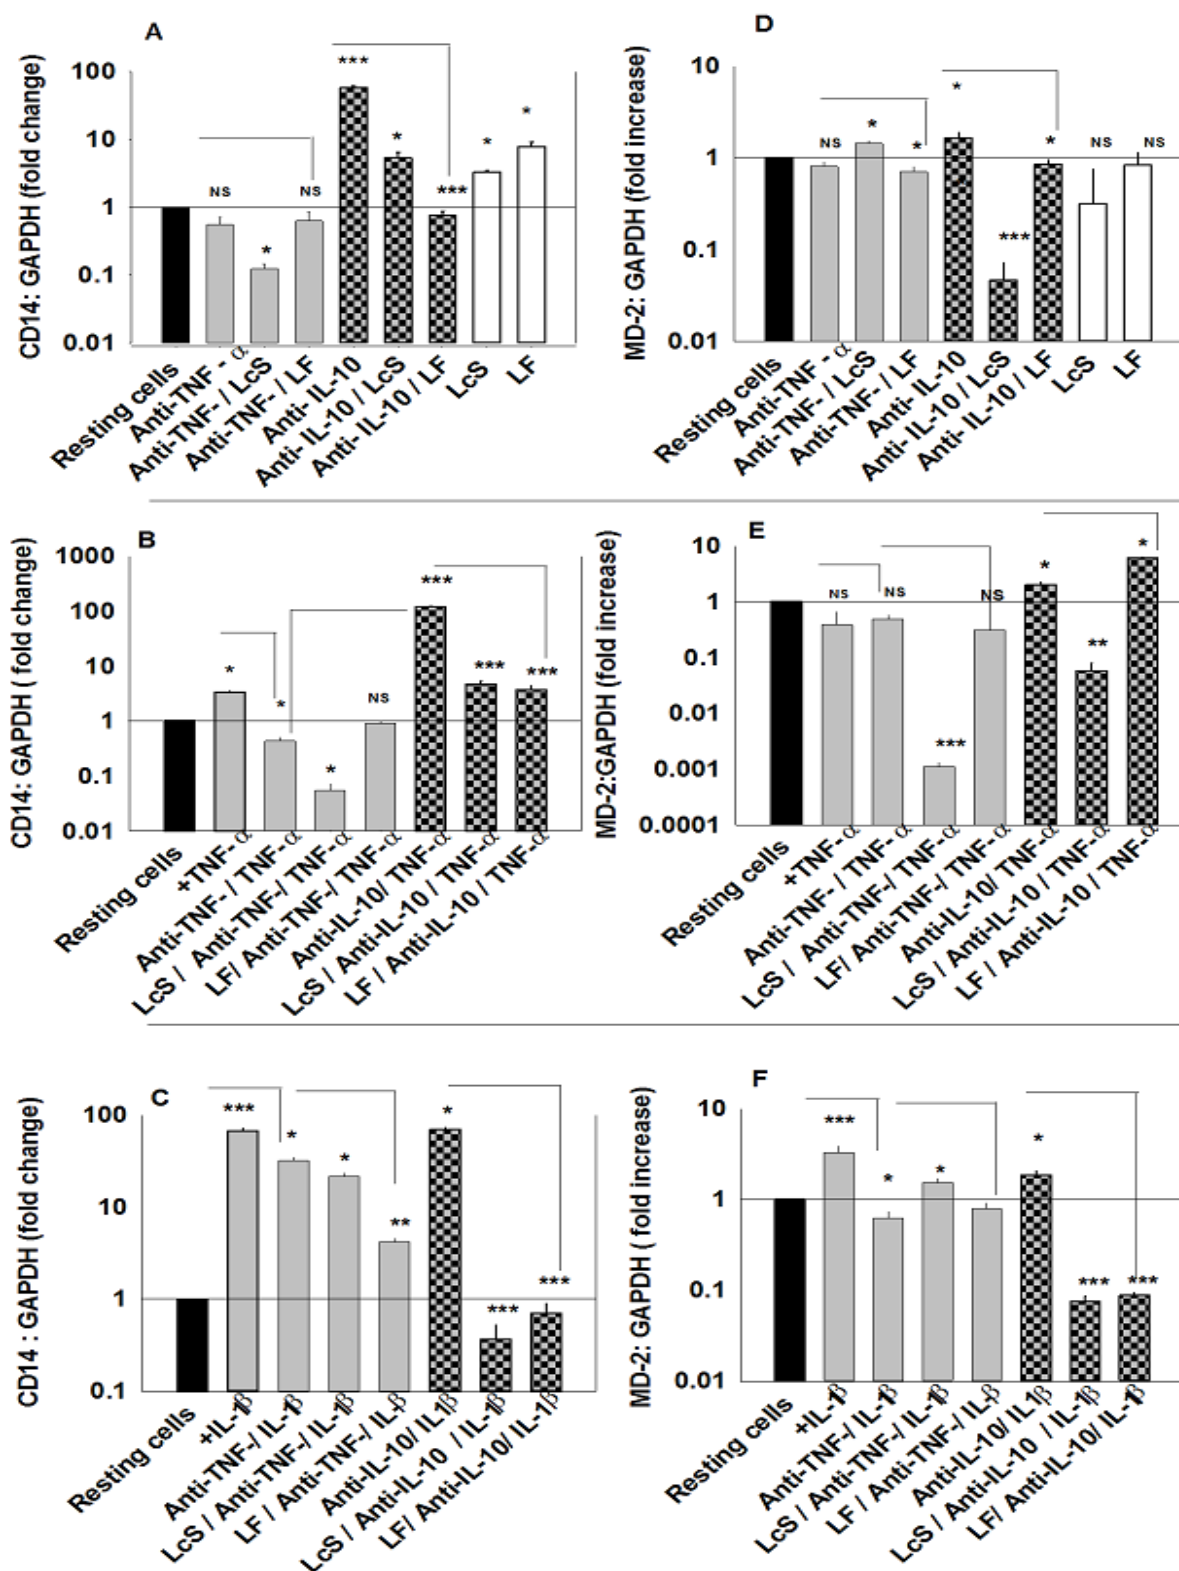 A
CD14: GAPDH (fold change)
100
10
1
0.1
0.01
NS
*
NS
***
*
***
*
*
Resting cells
Anti-TNF - α
Anti-TNF- / LcS
Anti-TNF- / LF
Anti- IL-10
Anti- IL-10 / LcS
Anti- IL-10 / LF
LcS
LF
D
MD-2: GAPDH (fold increase)
10
1
0.1
0.01
NS
*
*
*
***
*
NS
NS
Resting cells
Anti-TNF - α
Anti-TNF- / LcS
Anti-TNF- / LF
Anti- IL-10
Anti- IL-10 / LcS
Anti- IL-10 / LF
LcS
LF
B
CD14: GAPDH ( fold change)
1000
100
10
1
0.1
0.01
*
*
*
NS
***
***
***
Resting cells
+TNF-α
Anti-TNF- / TNF-α
LcS / Anti-TNF-/ TNF-α
LF/ Anti-TNF-/ TNF-α
Anti-IL-10/ TNF-α
LcS / Anti-IL-10 / TNF-α
LF / Anti-IL-10 / TNF-α
E
MD-2:GAPDH (fold increase)
10
1
0.1
0.01
0.001
0.0001
NS
NS
***
NS
*
**
*
Resting cells
+TNF-α
Anti-TNF- / TNF-α
LcS / Anti-TNF-/ TNF-α
LF/ Anti-TNF-/ TNF-α
Anti-IL-10/ TNF-α
LcS / Anti-IL-10 / TNF-α
LF / Anti-IL-10 / TNF-α
C
CD14 : GAPDH (fold change)
100
10
1
0.1
***
*
*
**
*
***
***
Resting cells
+IL-1β
Anti-TNF-/ IL-1β
LcS / Anti-TNF-/ IL-1β
LF / Anti-TNF-/ IL-β
Anti-IL-10/ IL1β
LcS / Anti-IL-10 / IL-1β
LF/ Anti-IL-10/ IL-1β
F
MD-2: GAPDH ( fold increase)
10
1
0.1
0.01
***
*
*
*
***
***
Resting cells
+IL-1β
Anti-TNF-/ IL-1β
LcS / Anti-TNF-/ IL-1β
LF / Anti-TNF-/ IL-β
Anti-IL-10/ IL1β
LcS / Anti-IL-10 / IL-1β
LF/ Anti-IL-10/ IL-1β